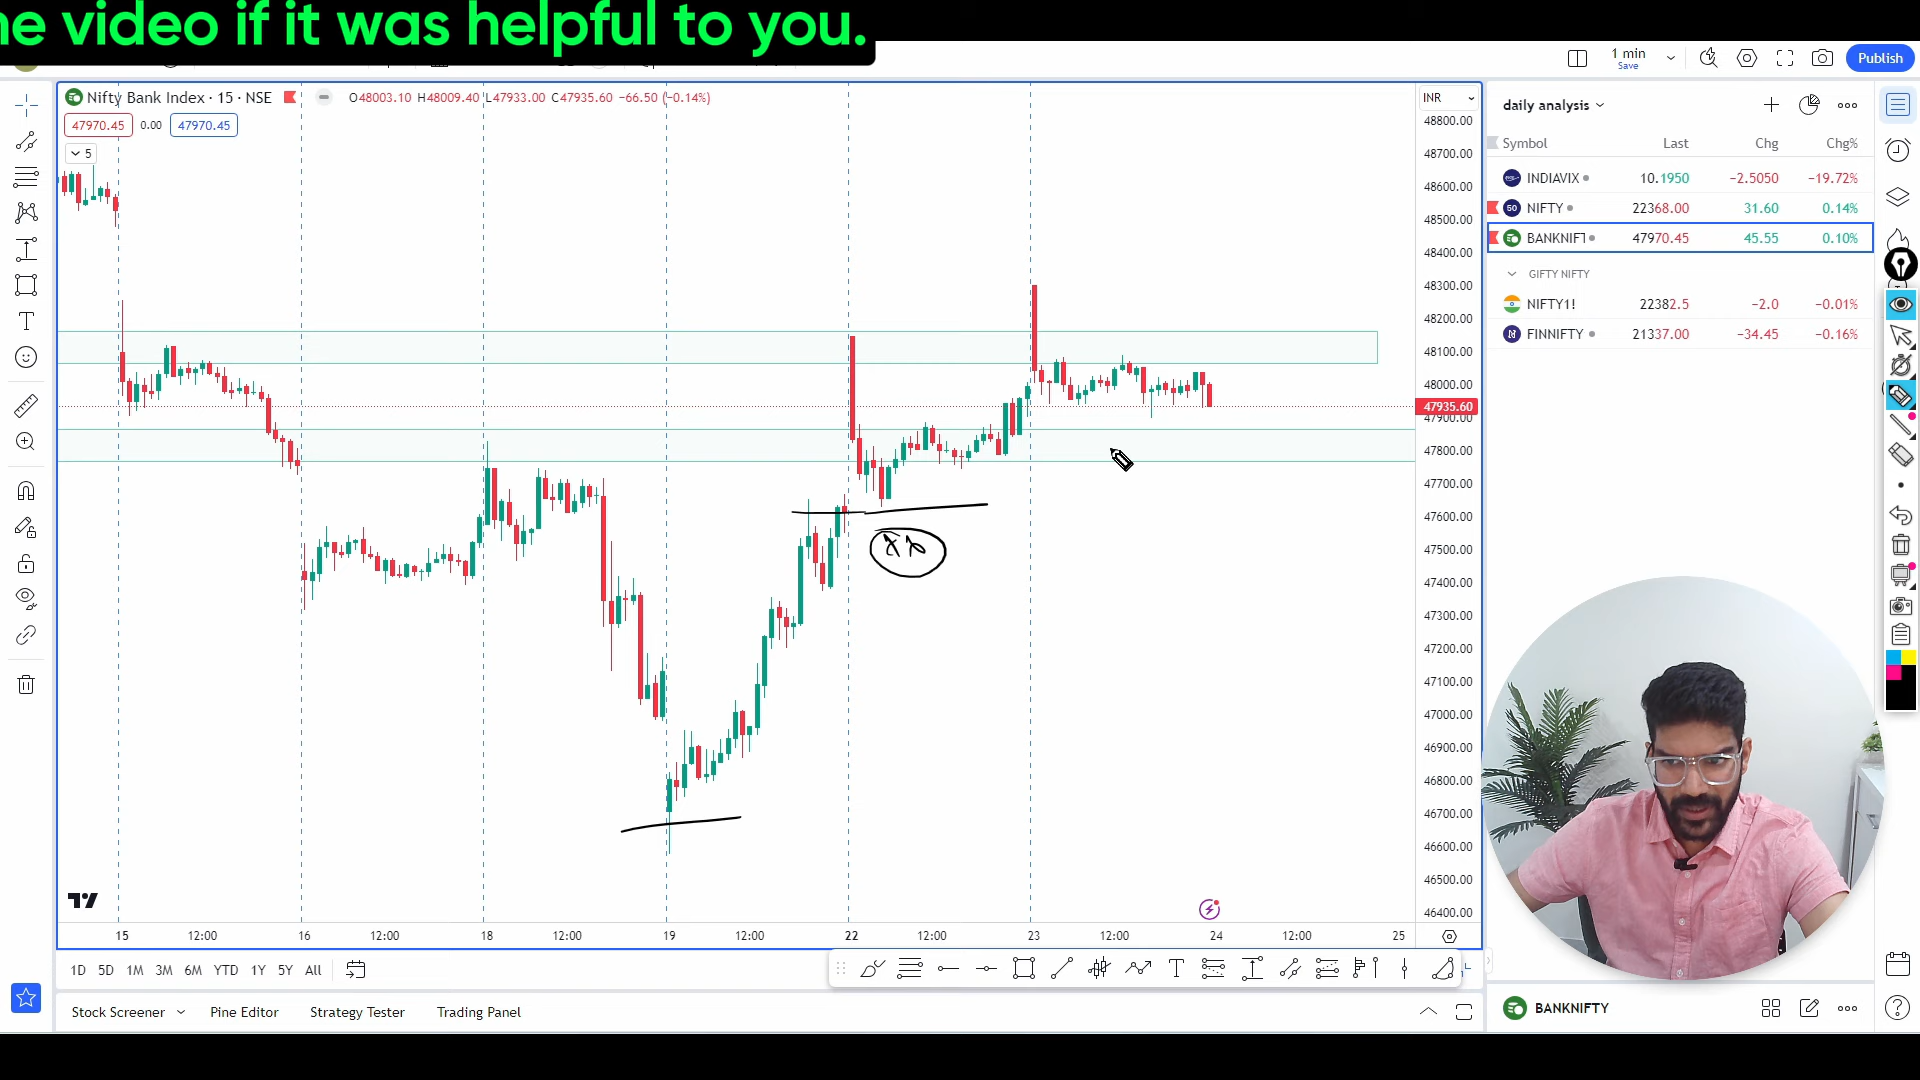 he video if it was helpful to you.
1 min
Save
Publish
Nifty Bank Index · 15 · NSE
O48003.10 H48009.40 L47933.00 C47935.60 −66.50 (−0.14%)
INR
47970.45 0.00 47970.45
5
48800.00
48700.00
48600.00
48500.00
48400.00
48300.00
48200.00
48100.00
48000.00
47935.60
47900.00
47800.00
47700.00
47600.00
47500.00
47400.00
47300.00
47200.00
47100.00
47000.00
46900.00
46800.00
46700.00
46600.00
46500.00
46400.00
15 12:00 16 12:00 18 12:00 19 12:00 22 12:00 23 12:00 24 12:00 25
1D 5D 1M 3M 6M YTD 1Y 5Y All
Stock Screener Pine Editor Strategy Tester Trading Panel
daily analysis
Symbol Last Chg Chg%
INDIAVIX 10.1950 −2.5050 −19.72%
NIFTY 22368.00 31.60 0.14%
BANKNIFT 47970.45 45.55 0.10%
GIFTY NIFTY
NIFTY1! 22382.5 −2.0 −0.01%
FINNIFTY 21337.00 −34.45 −0.16%
BANKNIFTY